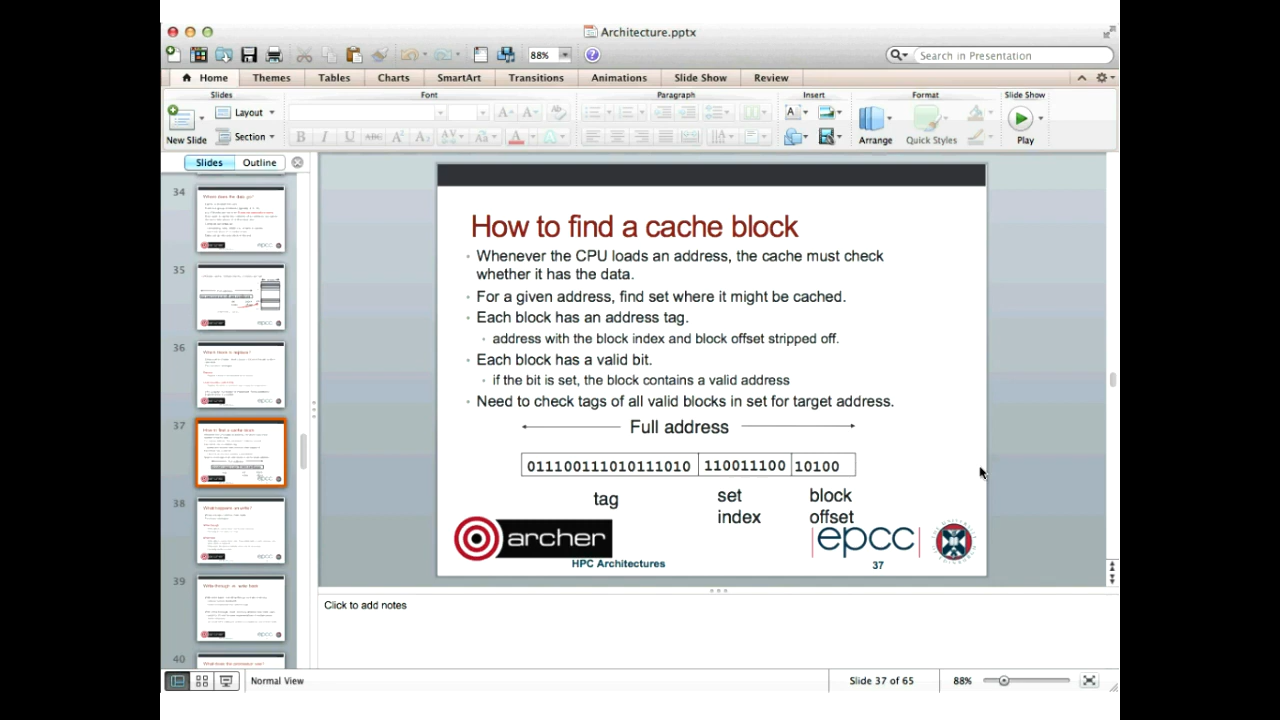 Architecture.pptx
88%
Search in Presentation
Home Themes Tables Charts SmartArt Transitions Animations Slide Show Review
Slides Font Paragraph Insert Format Slide Show
Layout
Section
New Slide
Arrange
Quick Styles
Play
Slides Outline
34
35
36
37
38
39
40
How to find a cache block
Whenever the CPU loads an address, the cache must check
whether it has the data.
For a given address, find set where it might be cached.
Each block has an address tag.
address with the block index and block offset stripped off.
Each block has a valid bit.
if the bit is set, the block contains a valid address
Need to check tags of all valid blocks in set for target address.
Full address
110011100 10100
tag set block
index offset
archer
epcc
HPC Architectures 37
Click to add notes
Normal View
Slide 37 of 65
88%